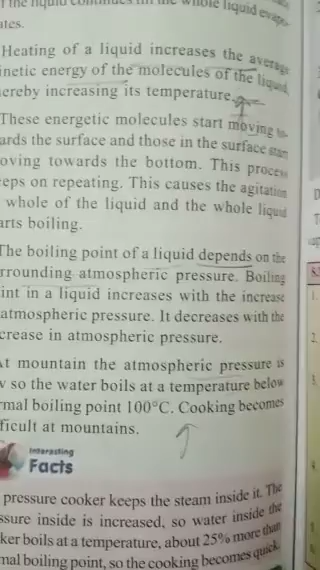 the whole liquid evapo-
ates.
Heating of a liquid increases the average
inetic energy of the molecules of the liquid,
ereby increasing its temperature.
These energetic molecules start moving to-
ards the surface and those in the surface start
oving towards the bottom. This process
eps on repeating. This causes the agitation
whole of the liquid and the whole liquid
arts boiling.
The boiling point of a liquid depends on the
rrounding atmospheric pressure. Boiling
int in a liquid increases with the increase
atmospheric pressure. It decreases with the
crease in atmospheric pressure.
At mountain the atmospheric pressure is
w so the water boils at a temperature below
rmal boiling point 100°C. Cooking becomes
ficult at mountains.
Interesting
Facts
pressure cooker keeps the steam inside it. The
ssure inside is increased, so water inside the
ker boils at a temperature, about 25% more than
mal boiling point, so the cooking becomes quick.
1.
2.
3.
4.